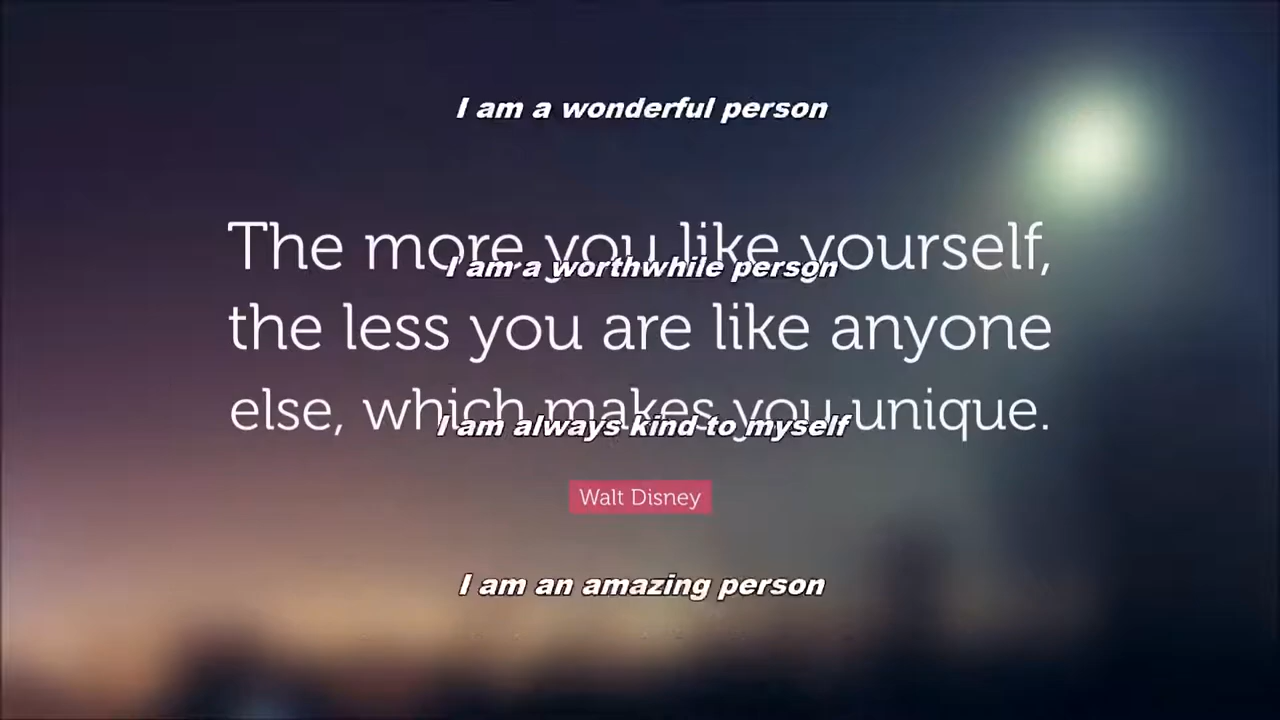 I am a wonderful person
The more you like yourself,
I am a worthwhile person
the less you are like anyone
else, which makes you unique.
I am always kind to myself
Walt Disney
I am an amazing person